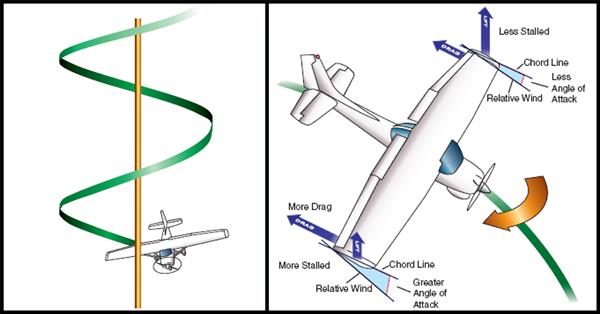 LIFT
Less Stalled
DRAG
Chord Line
Less
Angle of
Attack
Relative Wind
More Drag
DRAG
LIFT
More Stalled
Chord Line
Relative Wind
Greater
Angle of
Attack